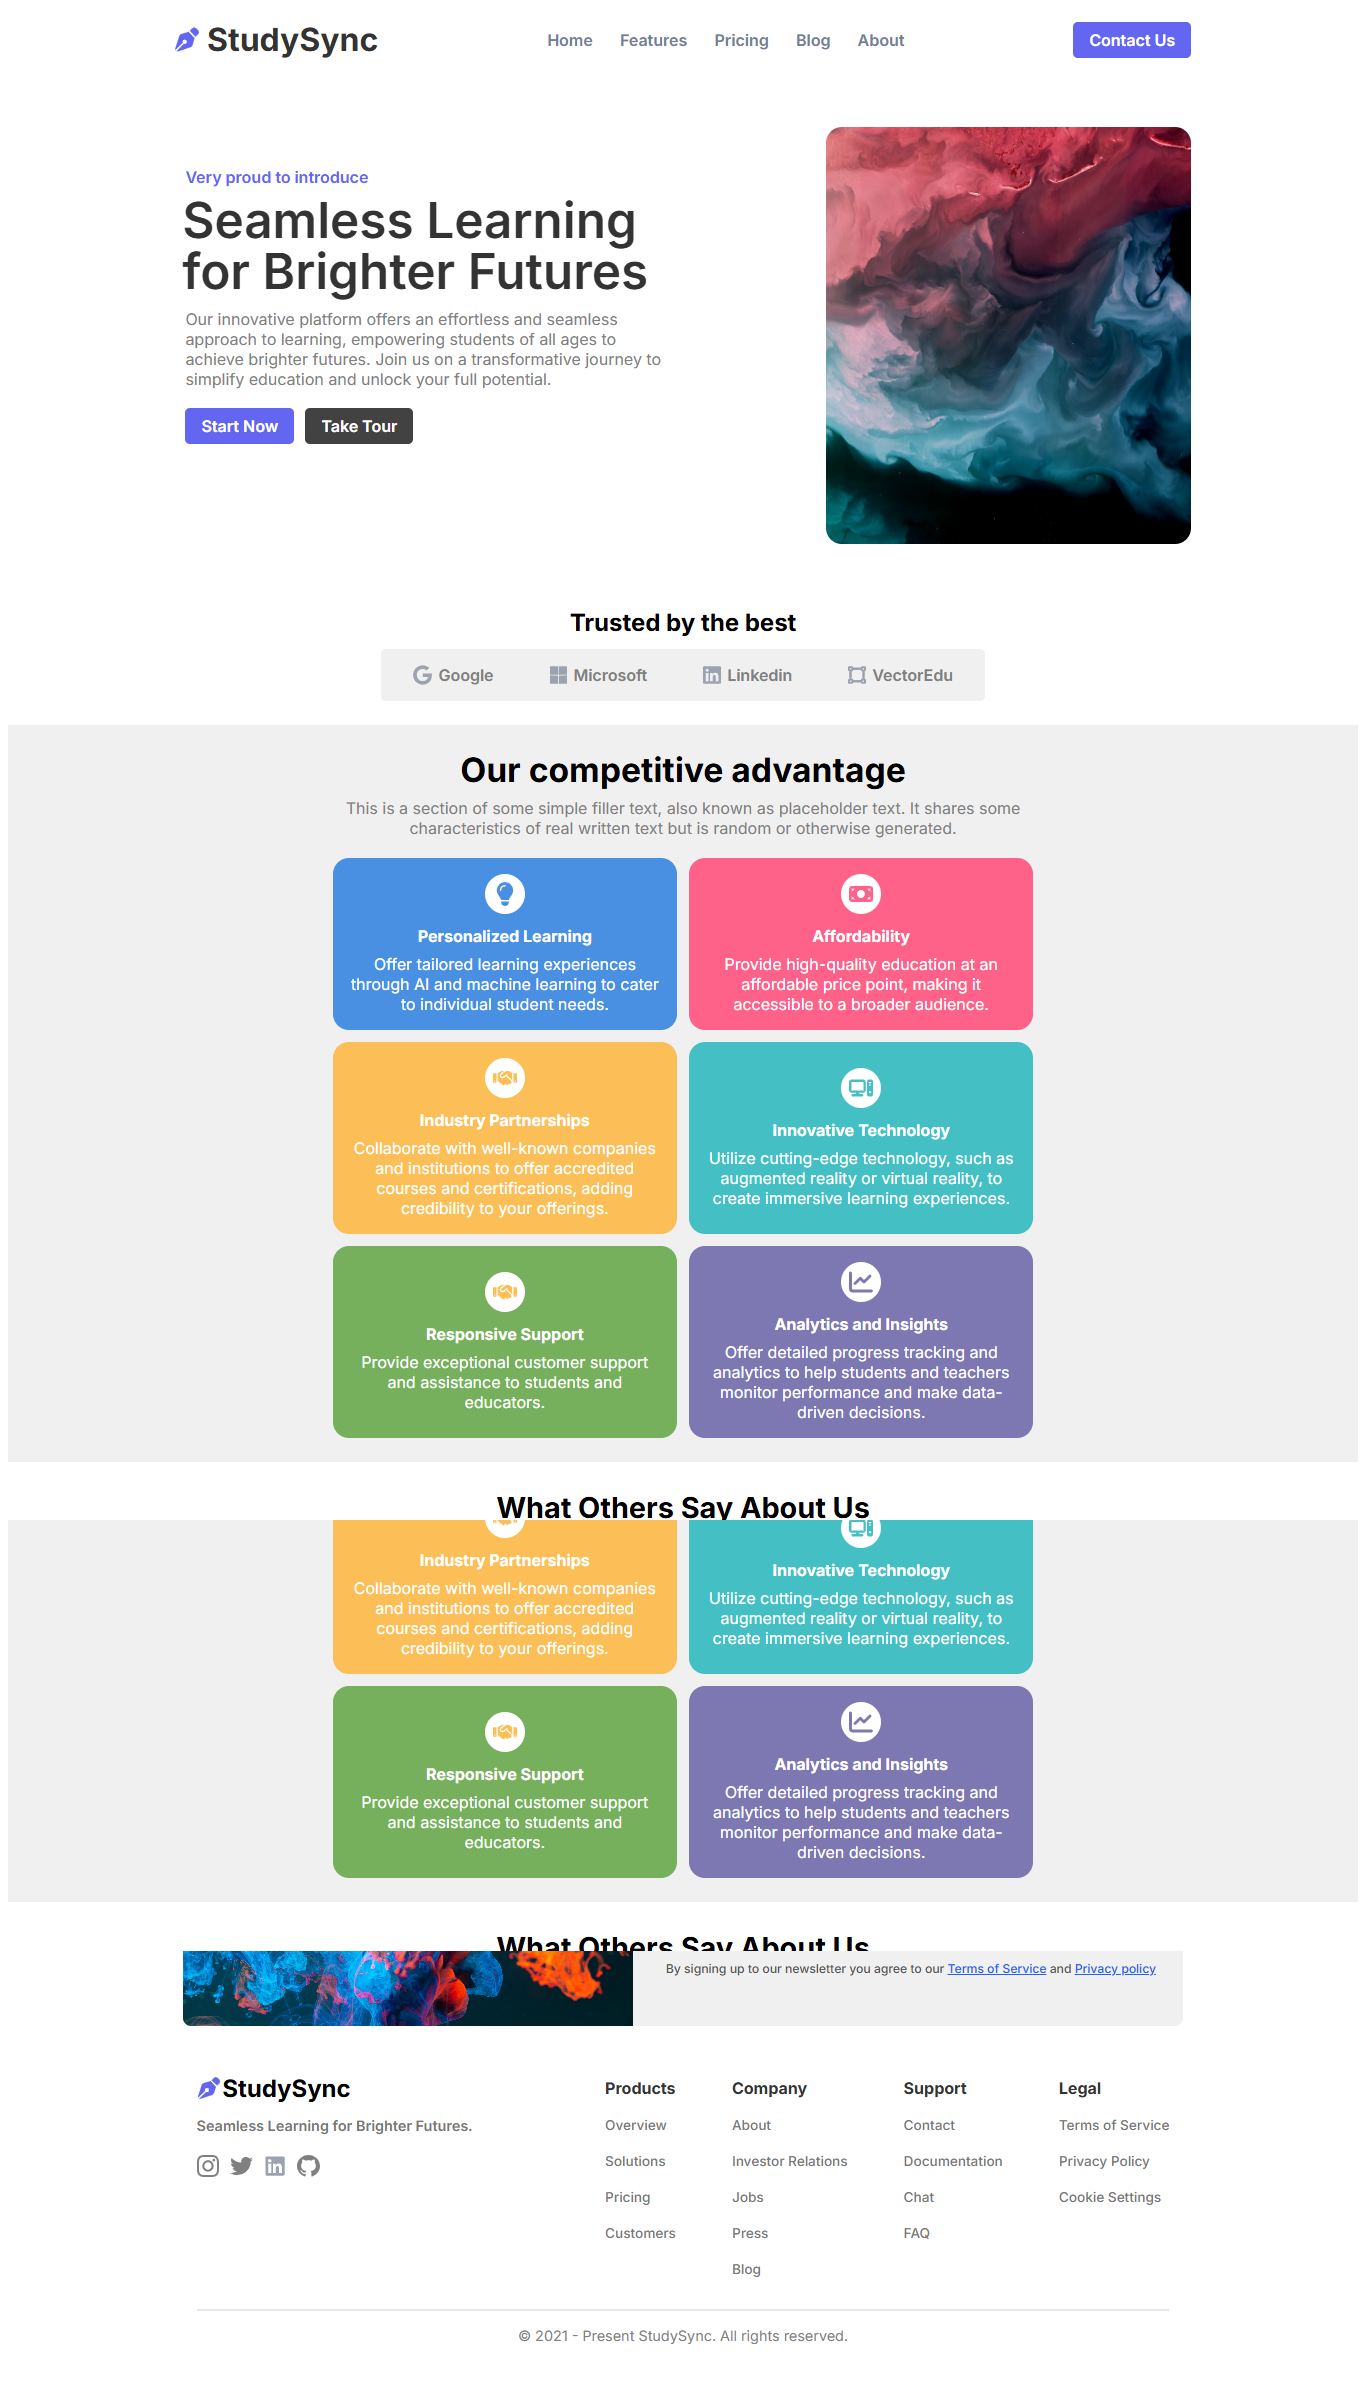 StudySync
Home Features Pricing Blog About
Contact Us
Very proud to introduce
Seamless Learning
for Brighter Futures
Our innovative platform offers an effortless and seamless
approach to learning, empowering students of all ages to
achieve brighter futures. Join us on a transformative journey to
simplify education and unlock your full potential.
Start Now Take Tour
Trusted by the best
Google Microsoft Linkedin VectorEdu
Our competitive advantage
This is a section of some simple filler text, also known as placeholder text. It shares some
characteristics of real written text but is random or otherwise generated.
Personalized Learning
Offer tailored learning experiences
through AI and machine learning to cater
to individual student needs.
Affordability
Provide high-quality education at an
affordable price point, making it
accessible to a broader audience.
Industry Partnerships
Collaborate with well-known companies
and institutions to offer accredited
courses and certifications, adding
credibility to your offerings.
Innovative Technology
Utilize cutting-edge technology, such as
augmented reality or virtual reality, to
create immersive learning experiences.
Responsive Support
Provide exceptional customer support
and assistance to students and
educators.
Analytics and Insights
Offer detailed progress tracking and
analytics to help students and teachers
monitor performance and make data-
driven decisions.
What Others Say About Us
Industry Partnerships
Collaborate with well-known companies
and institutions to offer accredited
courses and certifications, adding
credibility to your offerings.
Innovative Technology
Utilize cutting-edge technology, such as
augmented reality or virtual reality, to
create immersive learning experiences.
Responsive Support
Provide exceptional customer support
and assistance to students and
educators.
Analytics and Insights
Offer detailed progress tracking and
analytics to help students and teachers
monitor performance and make data-
driven decisions.
What Others Say About Us
By signing up to our newsletter you agree to our Terms of Service and Privacy policy
StudySync
Seamless Learning for Brighter Futures.
Products
Overview
Solutions
Pricing
Customers
Company
About
Investor Relations
Jobs
Press
Blog
Support
Contact
Documentation
Chat
FAQ
Legal
Terms of Service
Privacy Policy
Cookie Settings
© 2021 - Present StudySync. All rights reserved.